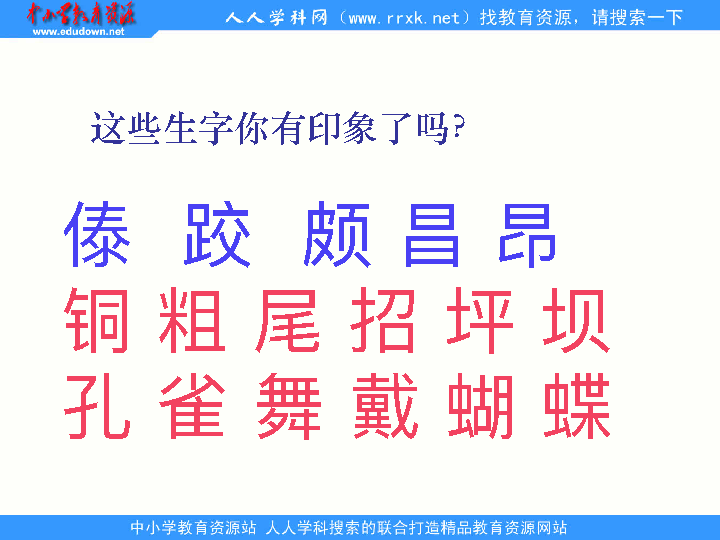 中小学教育资源
www.edudown.net
人人学科网（www.rrxk.net）找教育资源，请搜索一下
这些生字你有印象了吗?
傣 跤 颇 昌 昂
铜 粗 尾 招 坪 坝
孔 雀 舞 戴 蝴 蝶
中小学教育资源站 人人学科搜索的联合打造精品教育资源网站